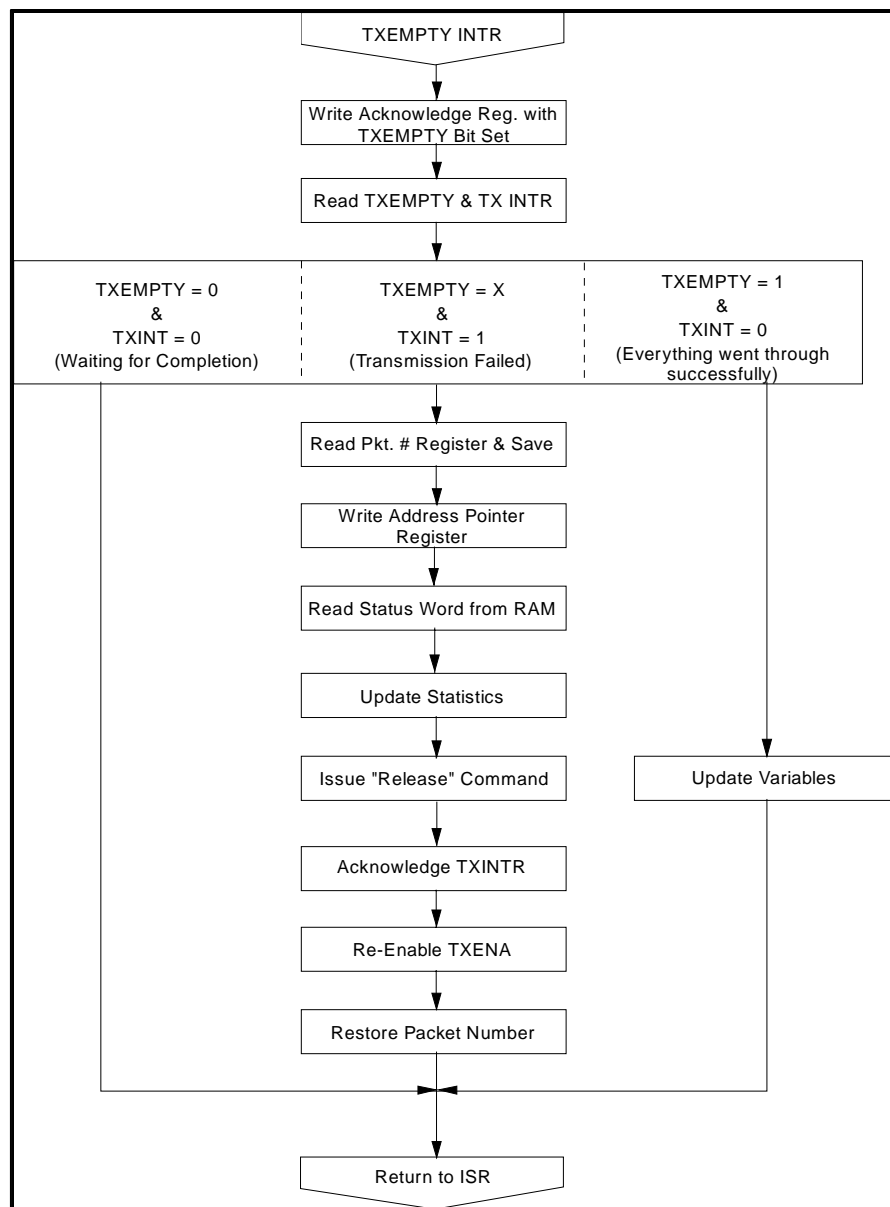 TXEMPTY INTR
Write Acknowledge Reg. with
TXEMPTY Bit Set
Read TXEMPTY & TX INTR
TXEMPTY = 0
&
TXINT = 0
(Waiting for Completion)
TXEMPTY = X
&
TXINT = 1
(Transmission Failed)
TXEMPTY = 1
&
TXINT = 0
(Everything went through
successfully)
Read Pkt. # Register & Save
Write Address Pointer
Register
Read Status Word from RAM
Update Statistics
Issue "Release" Command
Update Variables
Acknowledge TXINTR
Re-Enable TXENA
Restore Packet Number
Return to ISR